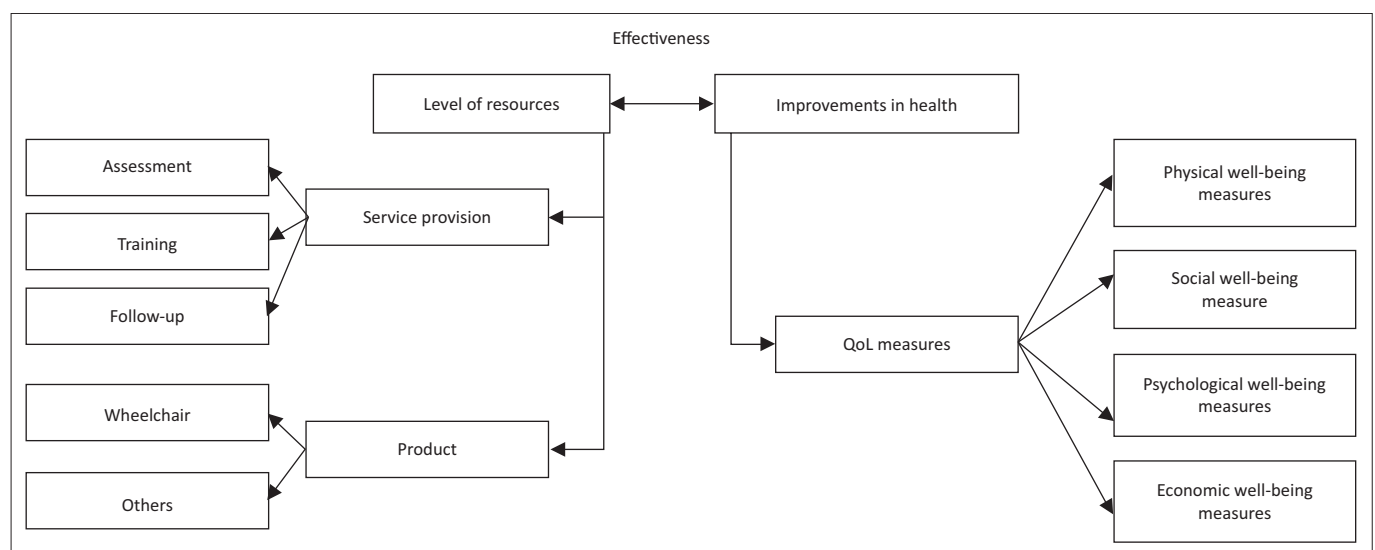 Effectiveness
Level of resources
Improvements in health
Assessment
Training
Follow-up
Service provision
Wheelchair
Others
Product
QoL measures
Physical well-being
measures
Social well-being
measure
Psychological well-being
measures
Economic well-being
measures